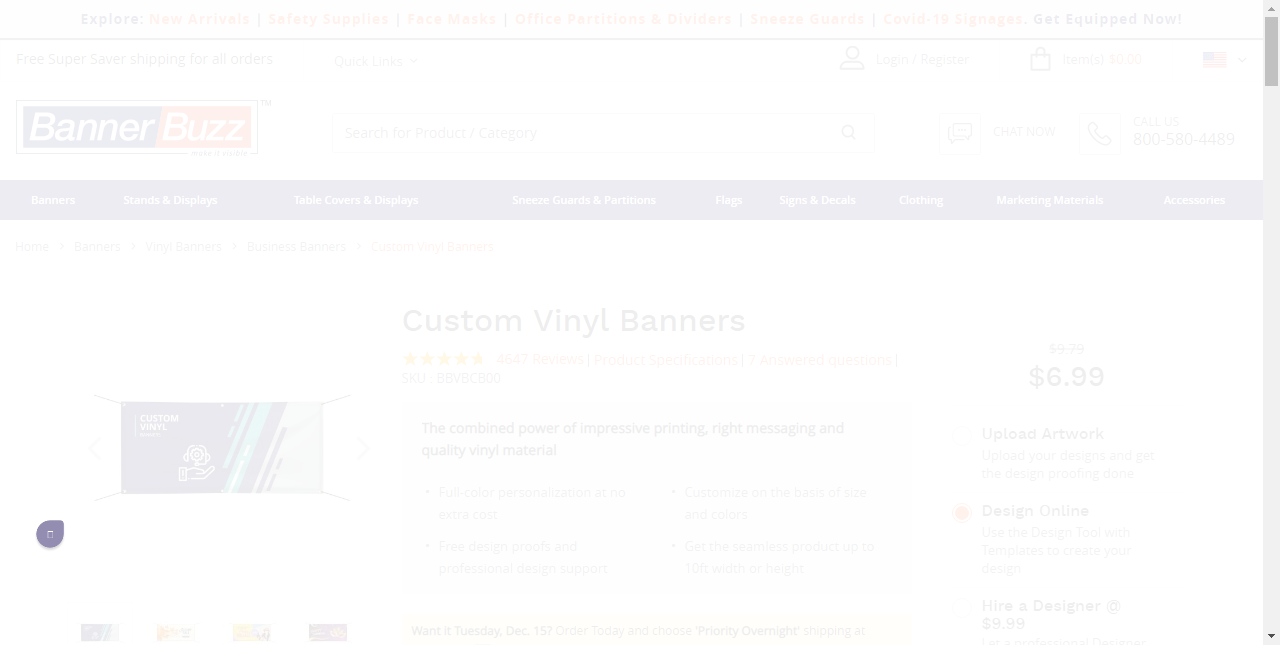 Explore: New Arrivals | Safety Supplies | Face Masks | Office Partitions & Dividers | Sneeze Guards | Covid-19 Signages. Get Equipped Now!
Free Super Saver shipping for all orders
Quick Links
Login / Register
Item(s) $0.00
Banner Buzz TM
make it visible
Search for Product / Category
CHAT NOW
CALL US
800-580-4489
Banners Stands & Displays Table Covers & Displays Sneeze Guards & Partitions Flags Signs & Decals Clothing Marketing Materials Accessories
Home > Banners > Vinyl Banners > Business Banners > Custom Vinyl Banners
Custom Vinyl Banners
4647 Reviews | Product Specifications | 7 Answered questions |
SKU : BBVBCB00
CUSTOM
VINYL
BANNERS
The combined power of impressive printing, right messaging and
quality vinyl material
• Full-color personalization at no
extra cost
• Customize on the basis of size
and colors
• Free design proofs and
professional design support
• Get the seamless product up to
10ft width or height
Want it Tuesday, Dec. 15? Order Today and choose 'Priority Overnight' shipping at
$9.79
$6.99
Upload Artwork
Upload your designs and get
the design proofing done
Design Online
Use the Design Tool with
Templates to create your
design
Hire a Designer @
$9.99
Let a professional Designer